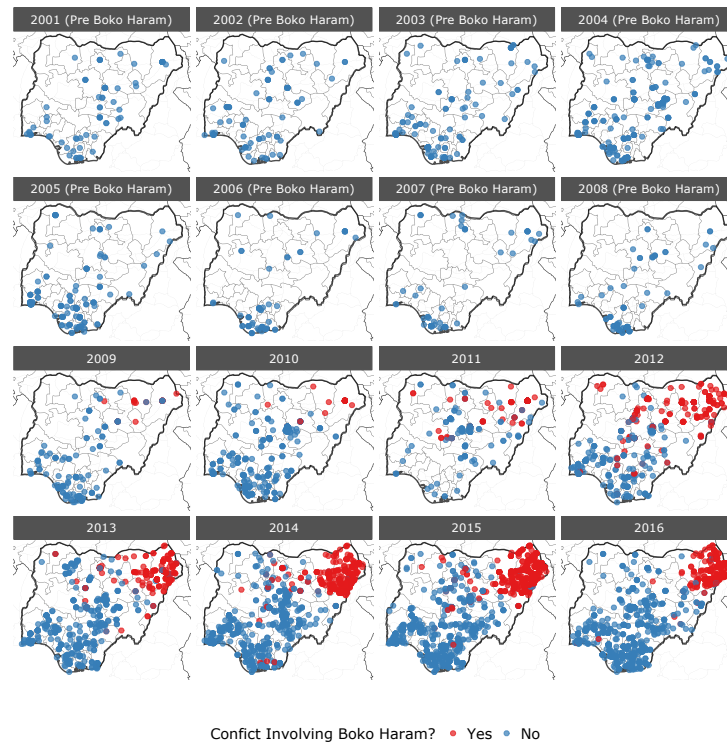 2001 (Pre Boko Haram)
2002 (Pre Boko Haram)
2003 (Pre Boko Haram)
2004 (Pre Boko Haram)
2005 (Pre Boko Haram)
2006 (Pre Boko Haram)
2007 (Pre Boko Haram)
2008 (Pre Boko Haram)
2009
2010
2011
2012
2013
2014
2015
2016
Confict Involving Boko Haram? Yes No